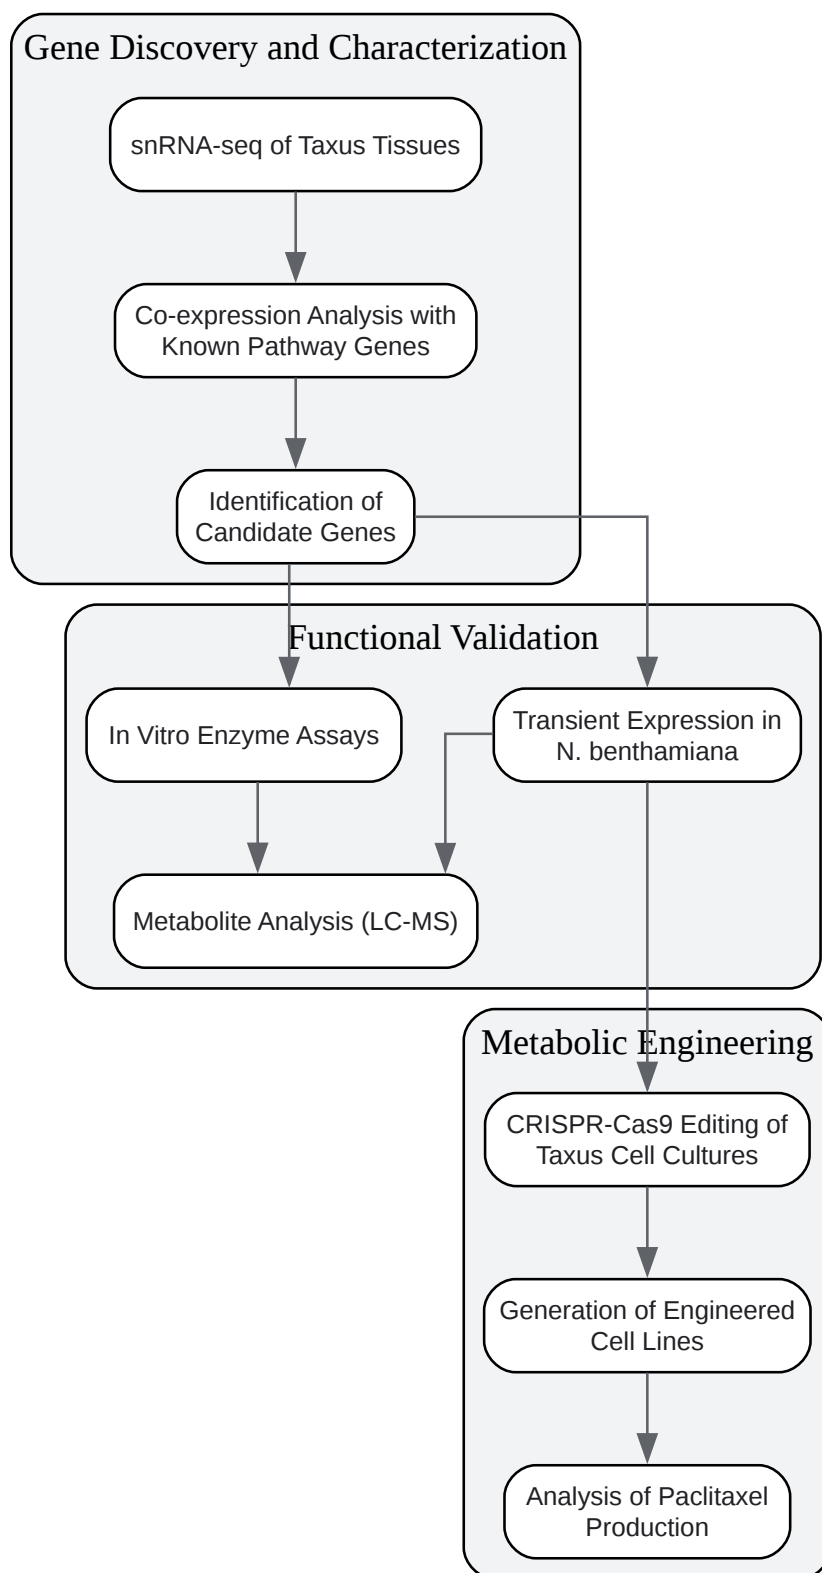 Gene Discovery and Characterization
snRNA-seq of Taxus Tissues
Co-expression Analysis with
Known Pathway Genes
Identification of
Candidate Genes
Functional Validation
In Vitro Enzyme Assays
Transient Expression in
N. benthamiana
Metabolite Analysis (LC-MS)
Metabolic Engineering
CRISPR-Cas9 Editing of
Taxus Cell Cultures
Generation of Engineered
Cell Lines
Analysis of Paclitaxel
Production